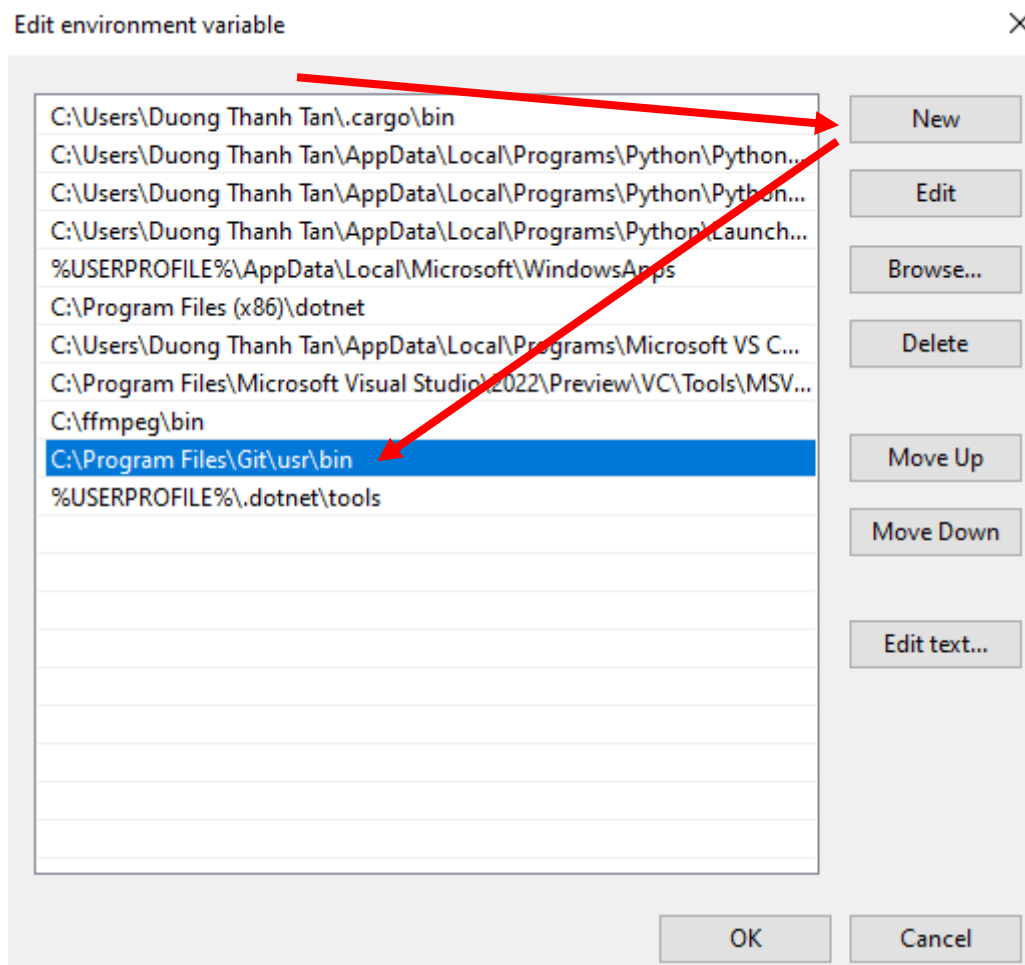 Edit environment variable
C:\Users\Duong Thanh Tan\.cargo\bin
C:\Users\Duong Thanh Tan\AppData\Local\Programs\Python\Python...
C:\Users\Duong Thanh Tan\AppData\Local\Programs\Python\Python...
C:\Users\Duong Thanh Tan\AppData\Local\Programs\Python\Launch...
%USERPROFILE%\AppData\Local\Microsoft\WindowsApps
C:\Program Files (x86)\dotnet
C:\Users\Duong Thanh Tan\AppData\Local\Programs\Microsoft VS C...
C:\Program Files\Microsoft Visual Studio\2022\Preview\VC\Tools\MSV...
C:\ffmpeg\bin
C:\Program Files\Git\usr\bin
%USERPROFILE%\.dotnet\tools
New
Edit
Browse...
Delete
Move Up
Move Down
Edit text...
OK
Cancel